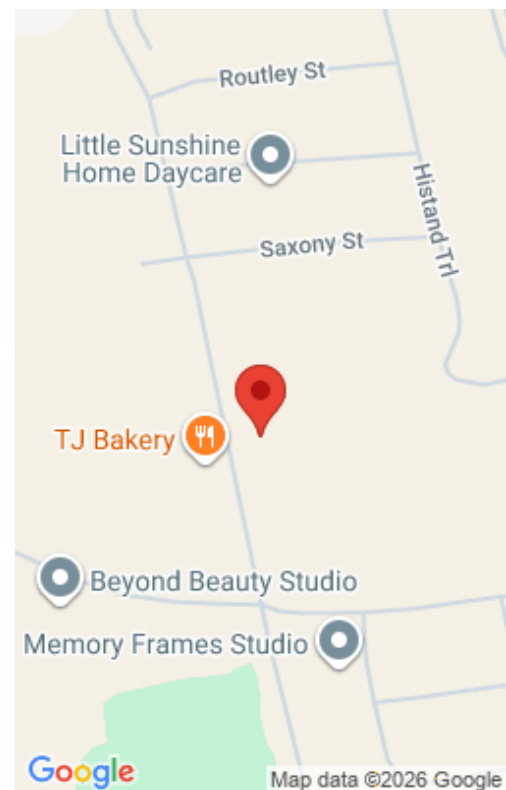 Routley St
Little Sunshine
Home Daycare
Histand Trl
Saxony St
TJ Bakery
Beyond Beauty Studio
Memory Frames Studio
Google
Map data ©2026 Google